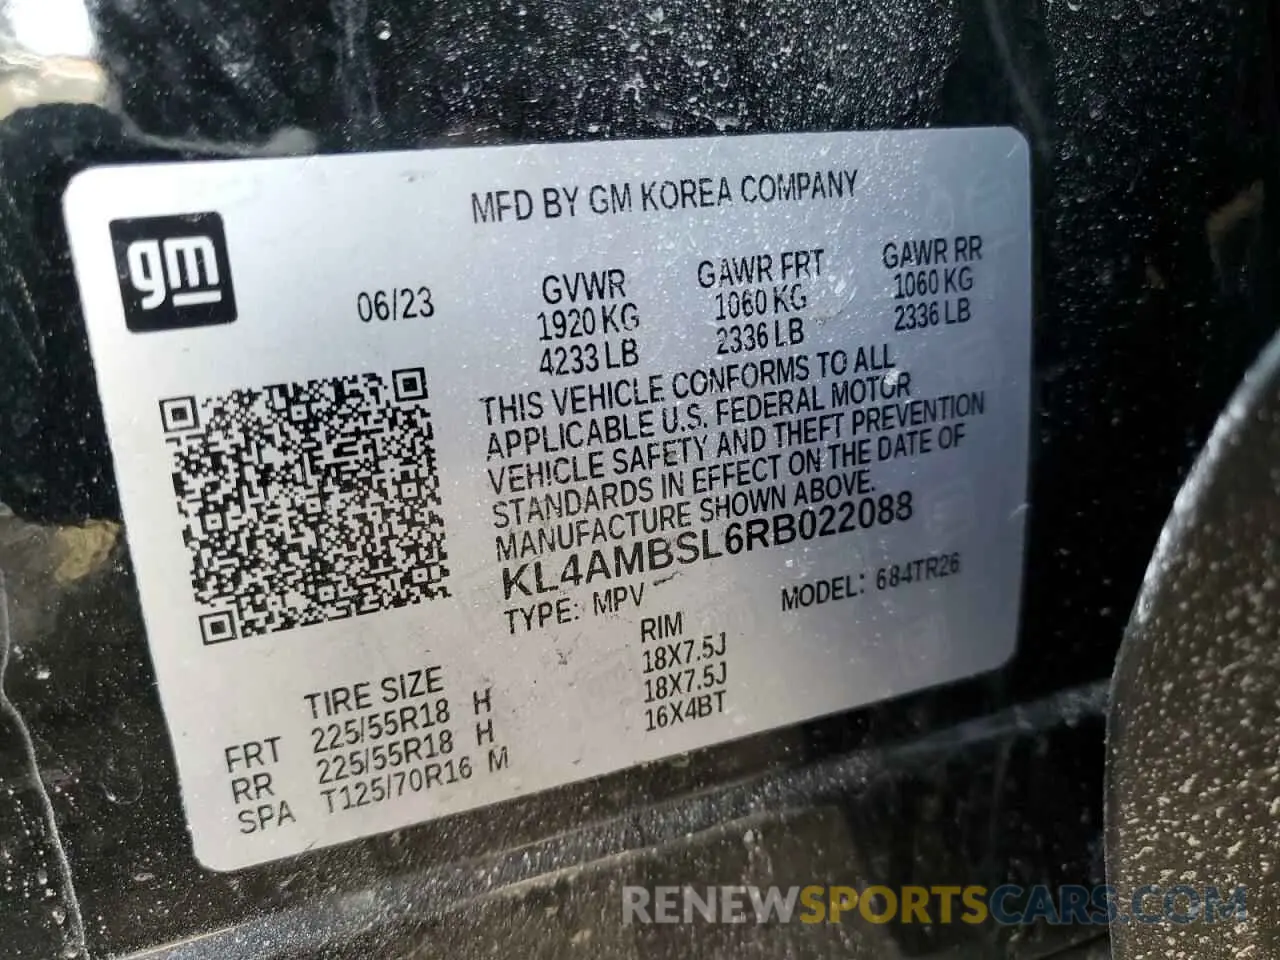 MFD BY GM KOREA COMPANY
gm
06/23
GVWR GAWR FRT GAWR RR
1920 KG 1060 KG 1060 KG
4233 LB 2336 LB 2336 LB
THIS VEHICLE CONFORMS TO ALL
APPLICABLE U.S. FEDERAL MOTOR
VEHICLE SAFETY AND THEFT PREVENTION
STANDARDS IN EFFECT ON THE DATE OF
MANUFACTURE SHOWN ABOVE.
KL4AMBSL6RB022088
TYPE: MPV MODEL: 684TR26
TIRE SIZE RIM
FRT 225/55R18 H 18X7.5J
RR 225/55R18 H 18X7.5J
SPA T125/70R16 M 16X4BT
RENEWSPORTSCARS.COM